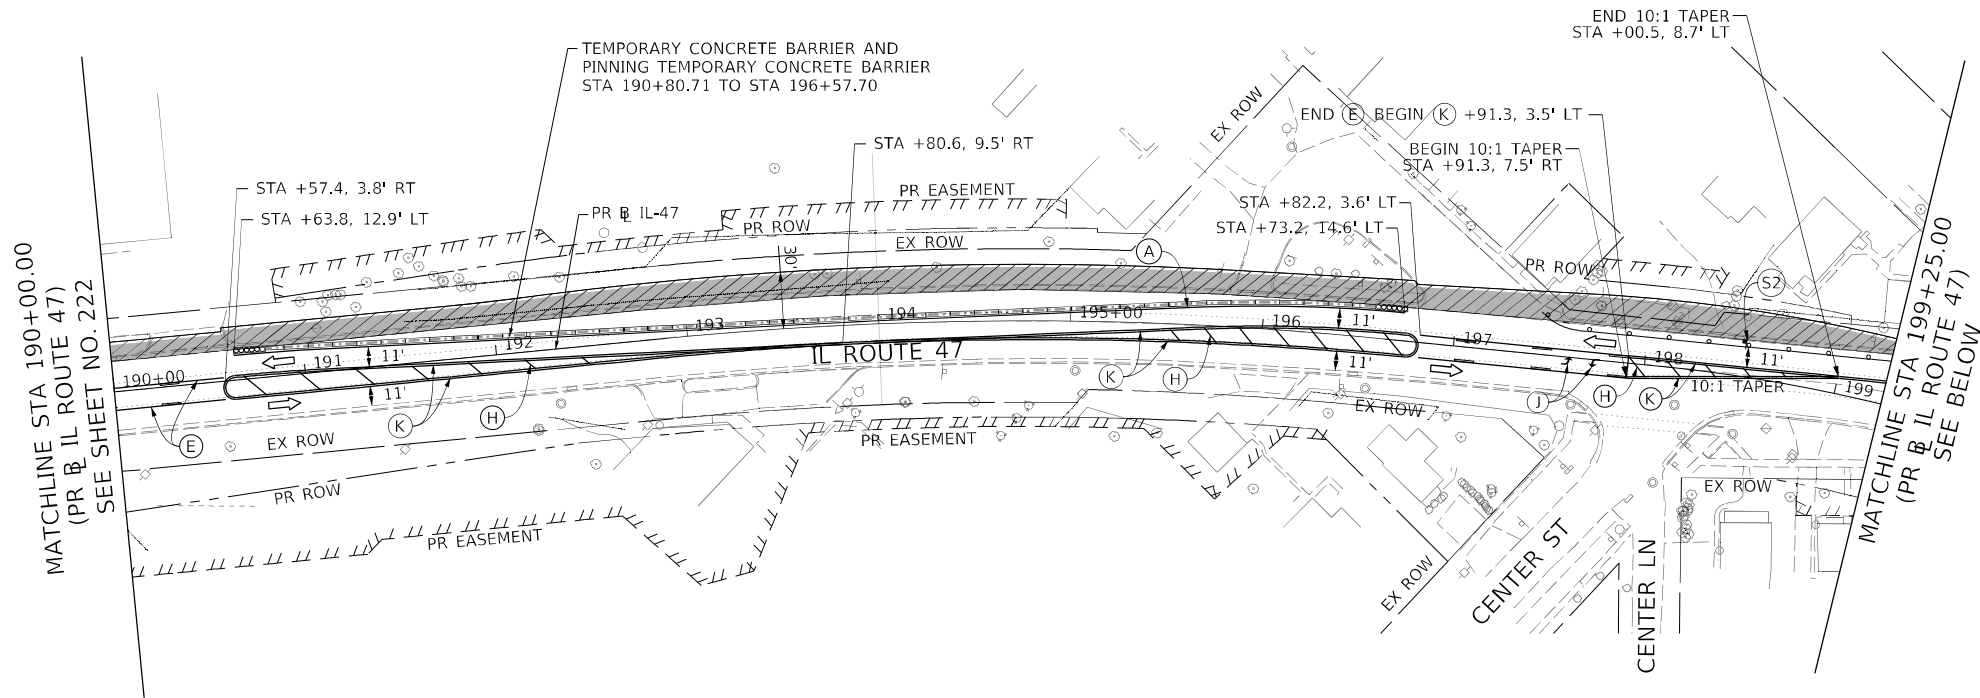 END 10:1 TAPER
STA +00.5, 8.7' LT
TEMPORARY CONCRETE BARRIER AND
PINNING TEMPORARY CONCRETE BARRIER
STA 190+80.71 TO STA 196+57.70
EX ROW
END E BEGIN K +91.3, 3.5' LT
STA +80.6, 9.5' RT
BEGIN 10:1 TAPER
STA +91.3, 7.5' RT
STA +57.4, 3.8' RT
PR EASEMENT
STA +82.2, 3.6' LT
STA +63.8, 12.9' LT
PR ℄ IL-47
PR ROW
STA +73.2, 14.6' LT
EX ROW
A
30'
PR ROW
S2
MATCHLINE STA 190+00.00
(PR ℄ IL ROUTE 47)
SEE SHEET NO. 222
MATCHLINE STA 199+25.00
(PR ℄ IL ROUTE 47)
SEE BELOW
190+00
191
192
193
194
195+00
196
197
198
199
11'
11'
11'
11'
11'
IL ROUTE 47
10:1 TAPER
E
K
H
K
H
J
H
K
EX ROW
EX ROW
PR EASEMENT
PR ROW
PR EASEMENT
EX ROW
EX ROW
CENTER ST
CENTER LN